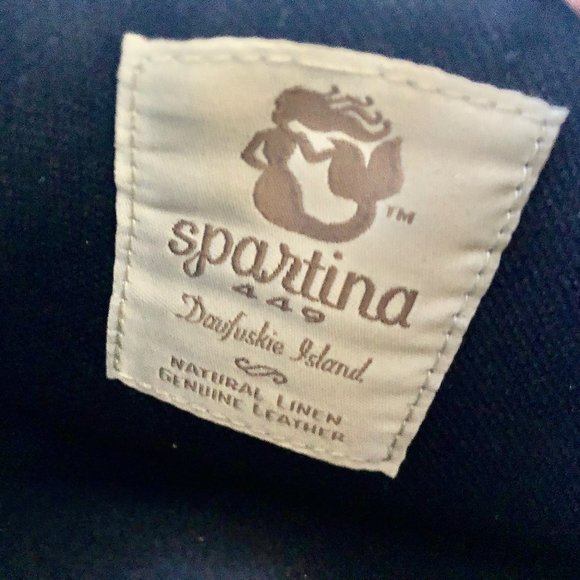 TM
spartina
449
Daufuskie Island
NATURAL LINEN
GENUINE LEATHER